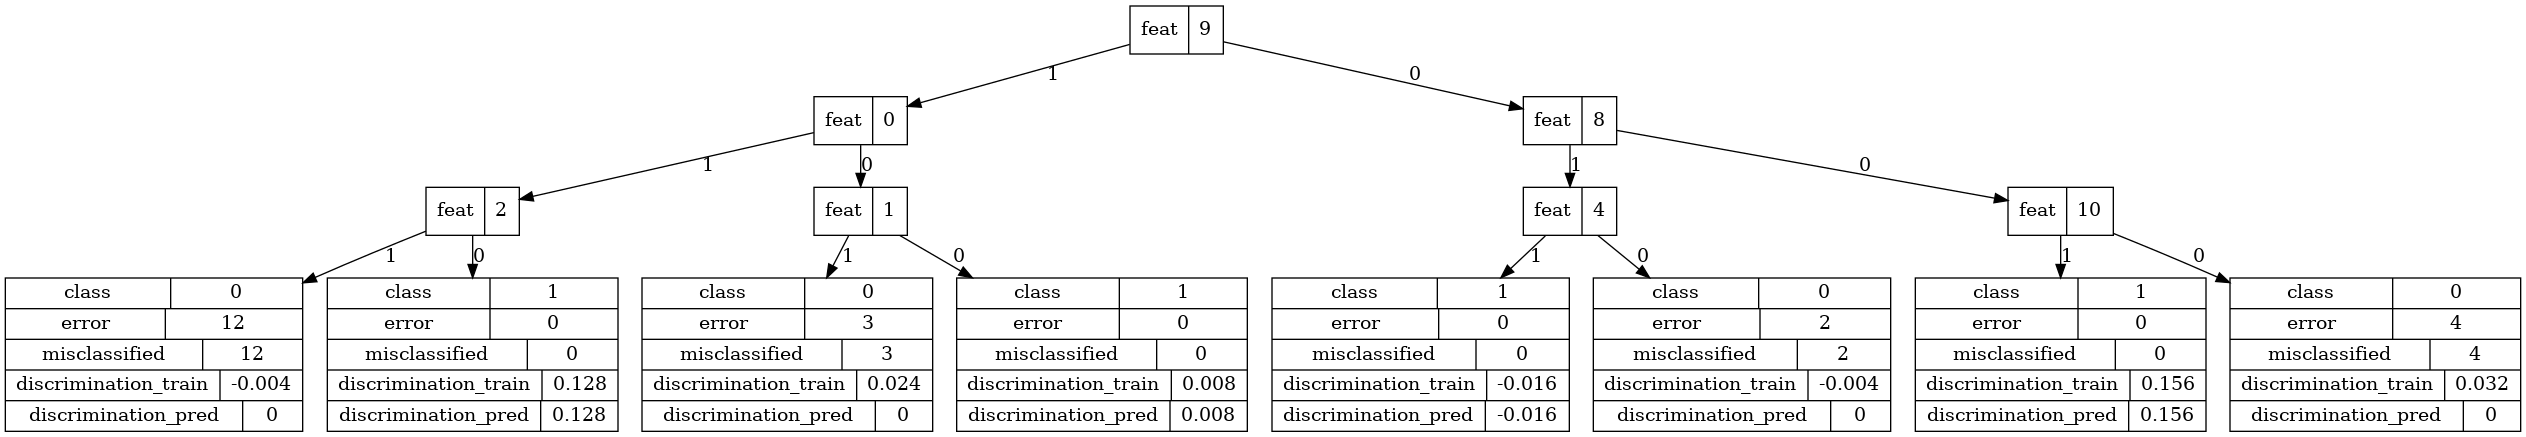 feat 9
1 0
feat 0 feat 8
1 0 1 0
feat 2 feat 1 feat 4 feat 10
1 0 1 0 1 0 1 0
class 0 class 1 class 0 class 1 class 1 class 0 class 1 class 0
error 12 error 0 error 3 error 0 error 0 error 2 error 0 error 4
misclassified 12 misclassified 0 misclassified 3 misclassified 0 misclassified 0 misclassified 2 misclassified 0 misclassified 4
discrimination_train -0.004 discrimination_train 0.128 discrimination_train 0.024 discrimination_train 0.008 discrimination_train -0.016 discrimination_train -0.004 discrimination_train 0.156 discrimination_train 0.032
discrimination_pred 0 discrimination_pred 0.128 discrimination_pred 0 discrimination_pred 0.008 discrimination_pred -0.016 discrimination_pred 0 discrimination_pred 0.156 discrimination_pred 0